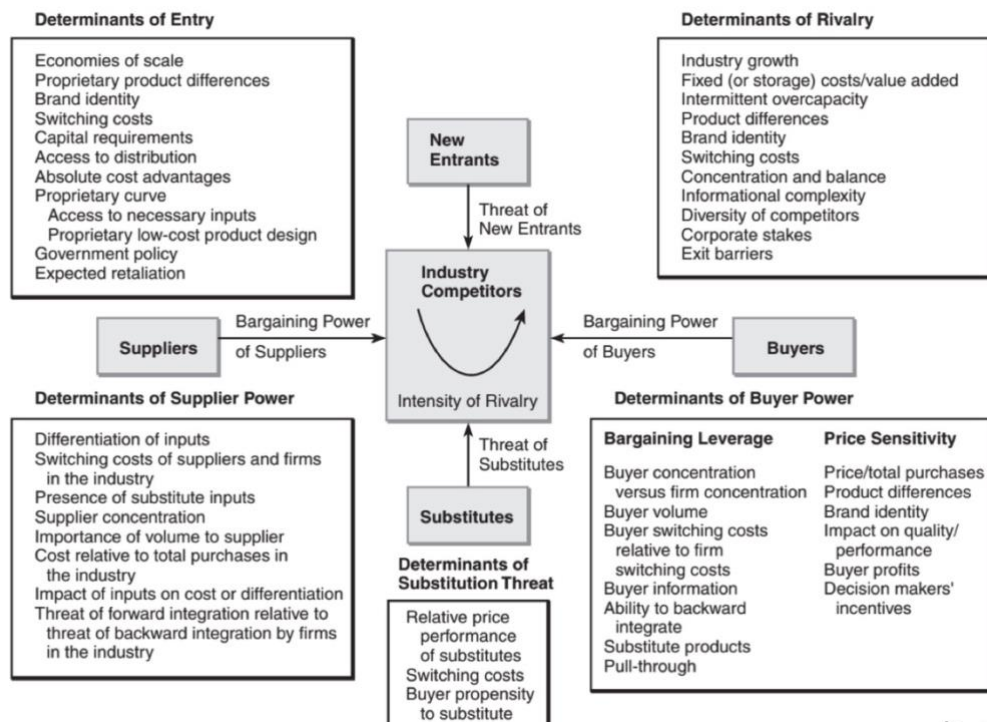 Determinants of Entry
Economies of scale
Proprietary product differences
Brand identity
Switching costs
Capital requirements
Access to distribution
Absolute cost advantages
Proprietary curve
Access to necessary inputs
Proprietary low-cost product design
Government policy
Expected retaliation
Determinants of Rivalry
Industry growth
Fixed (or storage) costs/value added
Intermittent overcapacity
Product differences
Brand identity
Switching costs
Concentration and balance
Informational complexity
Diversity of competitors
Corporate stakes
Exit barriers
New
Entrants
Threat of
New Entrants
Industry
Competitors
Intensity of Rivalry
Suppliers
Bargaining Power
of Suppliers
Bargaining Power
of Buyers
Buyers
Threat of
Substitutes
Substitutes
Determinants of Supplier Power
Differentiation of inputs
Switching costs of suppliers and firms
in the industry
Presence of substitute inputs
Supplier concentration
Importance of volume to supplier
Cost relative to total purchases in
the industry
Impact of inputs on cost or differentiation
Threat of forward integration relative to
threat of backward integration by firms
in the industry
Determinants of
Substitution Threat
Relative price
performance
of substitutes
Switching costs
Buyer propensity
to substitute
Determinants of Buyer Power
Bargaining Leverage
Buyer concentration
versus firm concentration
Buyer volume
Buyer switching costs
relative to firm
switching costs
Buyer information
Ability to backward
integrate
Substitute products
Pull-through
Price Sensitivity
Price/total purchases
Product differences
Brand identity
Impact on quality/
performance
Buyer profits
Decision makers'
incentives